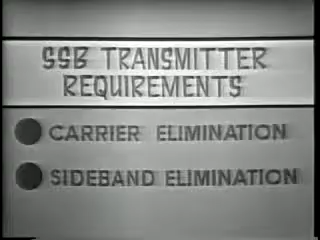 SSB TRANSMITTER
REQUIREMENTS
CARRIER ELIMINATION
SIDEBAND ELIMINATION